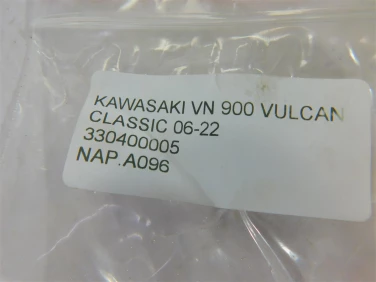 KAWASAKI VN 900 VULCAN
CLASSIC 06-22
330400005
NAP.A096